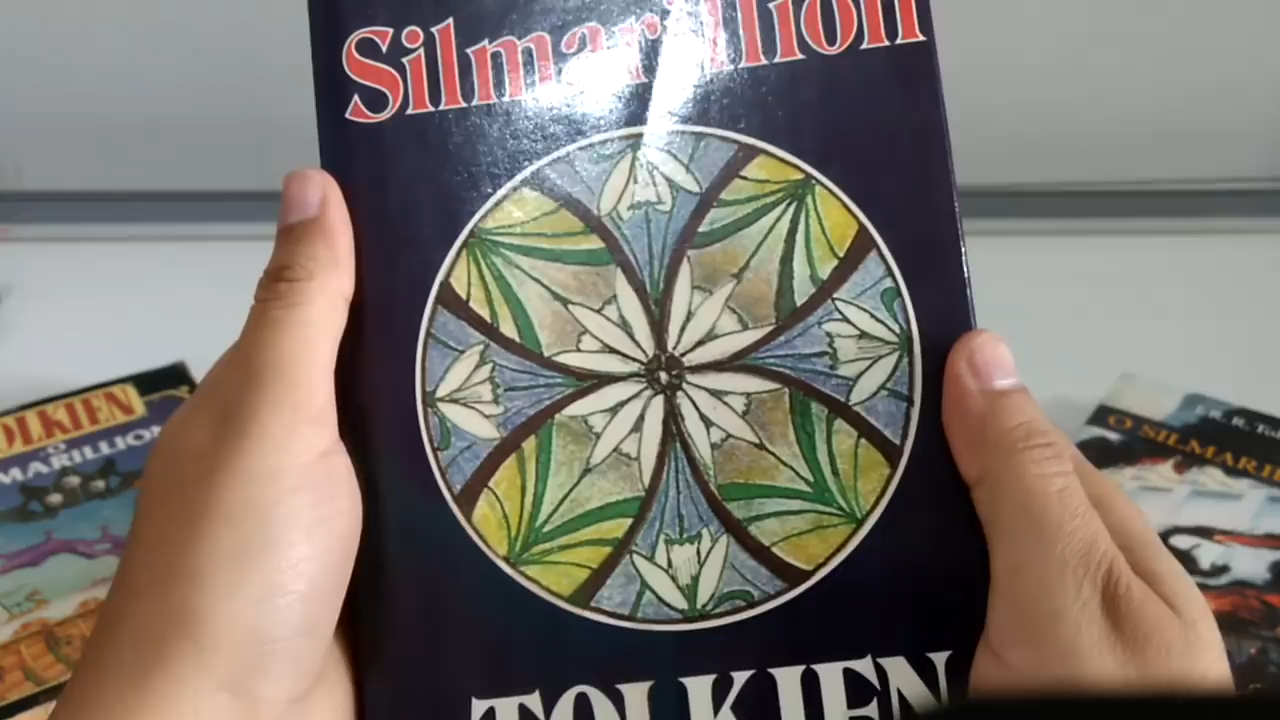 Silmarillion
TOLKIEN
OLKIEN
O
MARILLION
J.R.R. Tol
O SILMARIL